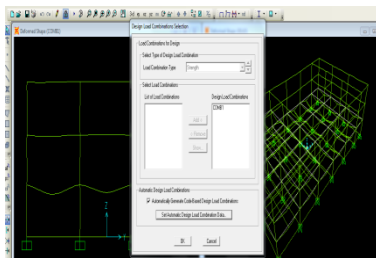 Deformed Shape (COMB1)
Design Load Combinations Selection
Load Combinations to Design
Select Type of Design Load Combination
Load Combination Type
Strength
Select Load Combinations
List of Load Combinations
Design Load Combinations
COMB1
Add ->
<- Remove
Show...
Automatic Design Load Combinations
Automatically Generate Code-Based Design Load Combinations
Set Automatic Design Load Combination Data...
OK
Cancel
Z